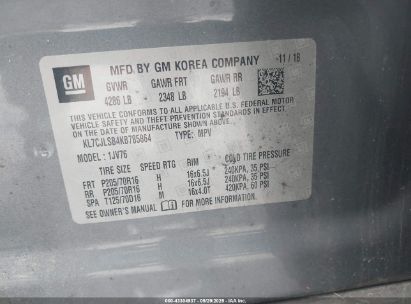 GM
MFD BY GM KOREA COMPANY 11/18
GVWR GAWR FRT GAWR RR
4286 LB 2348 LB 2194 LB
THIS VEHICLE CONFORMS TO ALL APPLICABLE U.S. FEDERAL MOTOR
VEHICLE SAFETY AND THEFT PREVENTION STANDARDS IN EFFECT ON
THE DATE OF MANUFACTURE SHOWN ABOVE.
TYPE: MPV
MODEL: 1JV76
TIRE SIZE SPEED RTG RIM COLD TIRE PRESSURE
FRT P205/70R16 H 16x6.5J 240KPA, 35 PSI
RR P205/70R16 H 16x6.5J 240KPA, 35 PSI
SPA T125/70D16 M 16x4.0T 420KPA, 60 PSI
SEE OWNER'S MANUAL FOR ADDITIONAL INFORMATION.